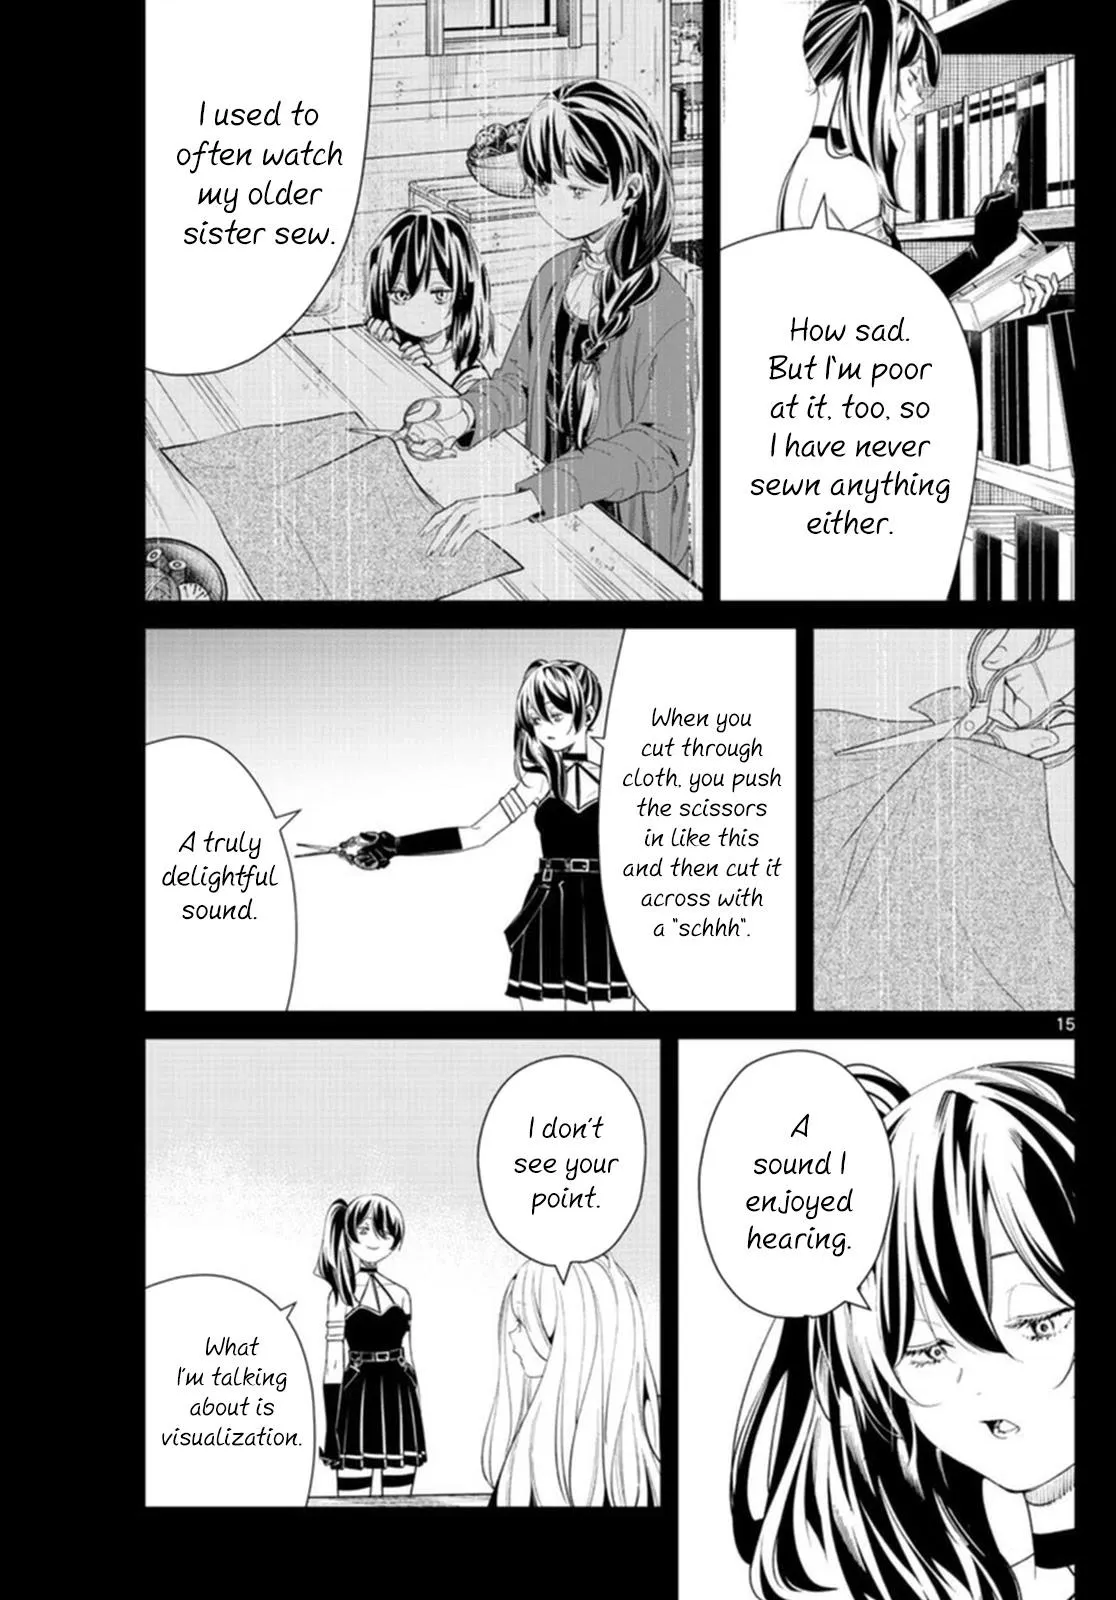 How sad.
But I'm poor
at it, too, so
I have never
sewn anything
either.
I used to
often watch
my older
sister sew.
When you
cut through
cloth, you push
the scissors
in like this
and then cut it
across with
a "schhh".
A truly
delightful
sound.
15
A
sound I
enjoyed
hearing.
I don't
see your
point.
What
I'm talking
about is
visualization.